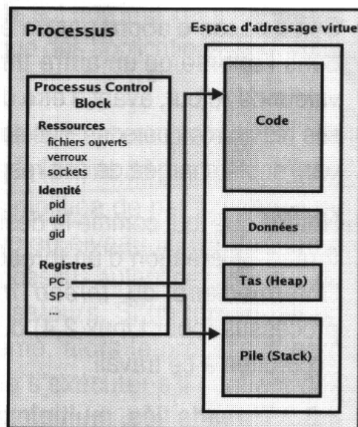 Processus
Espace d'adressage virtue
Processus Control
Block
Ressources
fichiers ouverts
verroux
sockets
Identité
pid
uid
gid
Registres
PC
SP
...
Code
Données
Tas (Heap)
Pile (Stack)